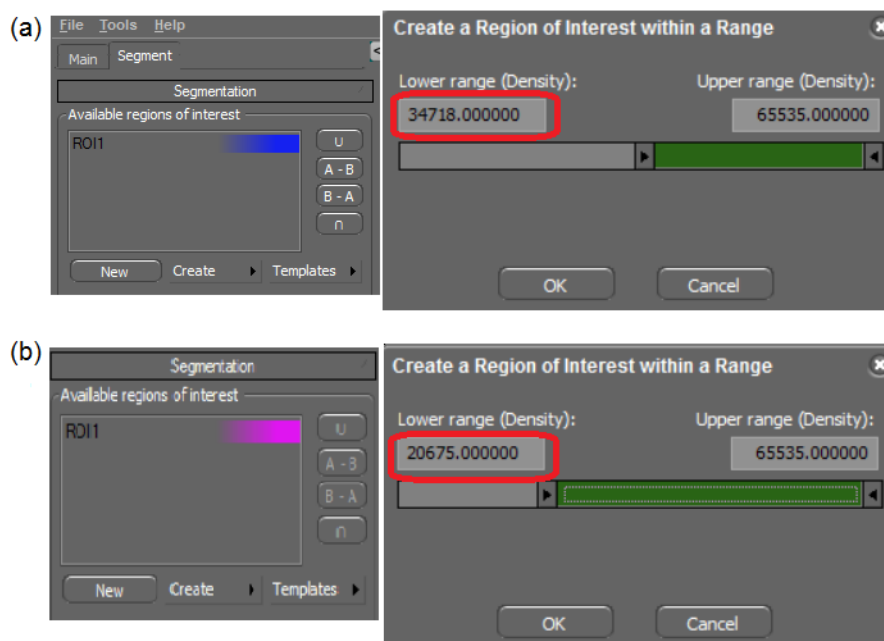 (a)
File Tools Help
Main Segment
Segmentation
Available regions of interest
ROI1
U
A - B
B - A
∩
New Create Templates
Create a Region of Interest within a Range
Lower range (Density): Upper range (Density):
34718.000000 65535.000000
OK Cancel
(b)
Segmentation
Available regions of interest
ROI1
U
A - B
B - A
∩
New Create Templates
Create a Region of Interest within a Range
Lower range (Density): Upper range (Density):
20675.000000 65535.000000
OK Cancel